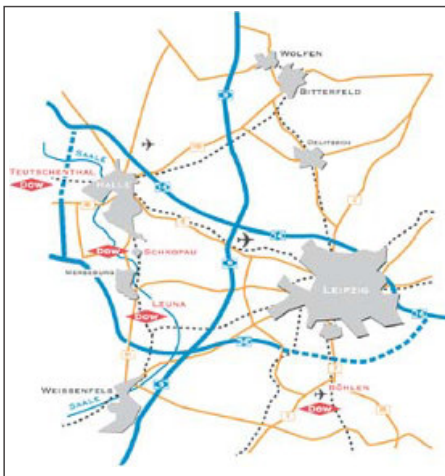 WOLFEN
BITTERFELD
DELITZSCH
SAALE
TEUTSCHENTHAL
DOW
HALLE
DOW
SCHKOPAU
MERSEBURG
LEUNA
DOW
LEIPZIG
WEISSENFELS
SAALE
BÖHLEN
DOW